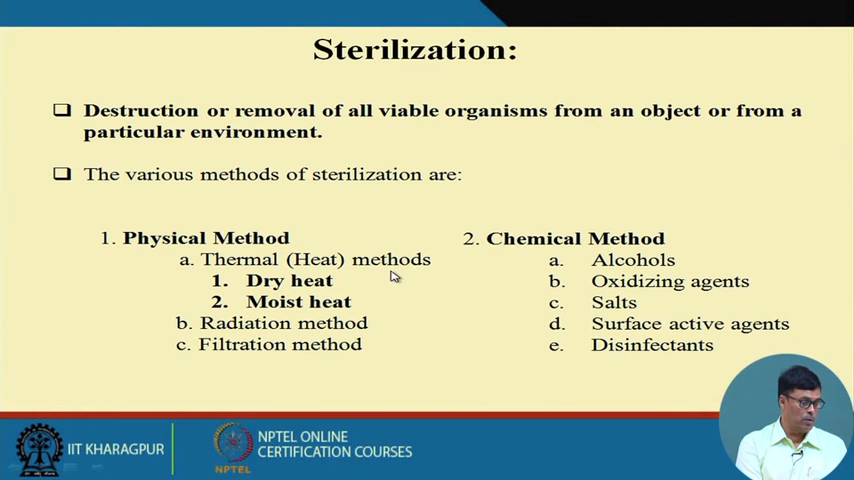 Sterilization:
❑ Destruction or removal of all viable organisms from an object or from a
particular environment.
❑ The various methods of sterilization are:
1. Physical Method
a. Thermal (Heat) methods
1. Dry heat
2. Moist heat
b. Radiation method
c. Filtration method
2. Chemical Method
a. Alcohols
b. Oxidizing agents
c. Salts
d. Surface active agents
e. Disinfectants
IIT KHARAGPUR
NPTEL
NPTEL ONLINE
CERTIFICATION COURSES